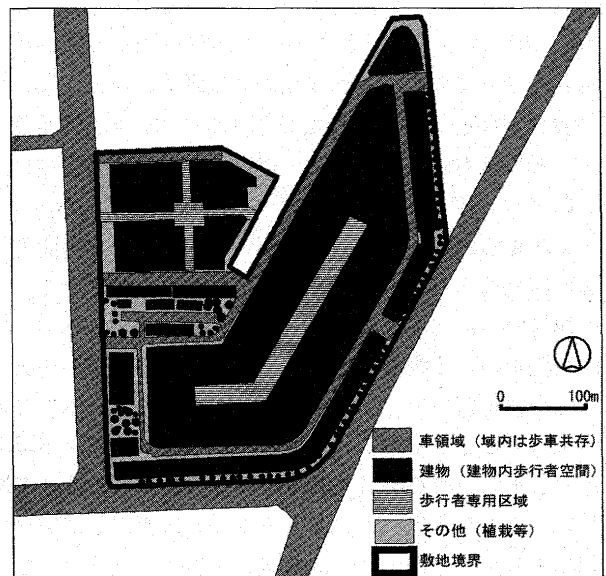 0 100m
車領域（域内は歩車共存）
建物（建物内歩行者空間）
歩行者専用区域
その他（植栽等）
敷地境界